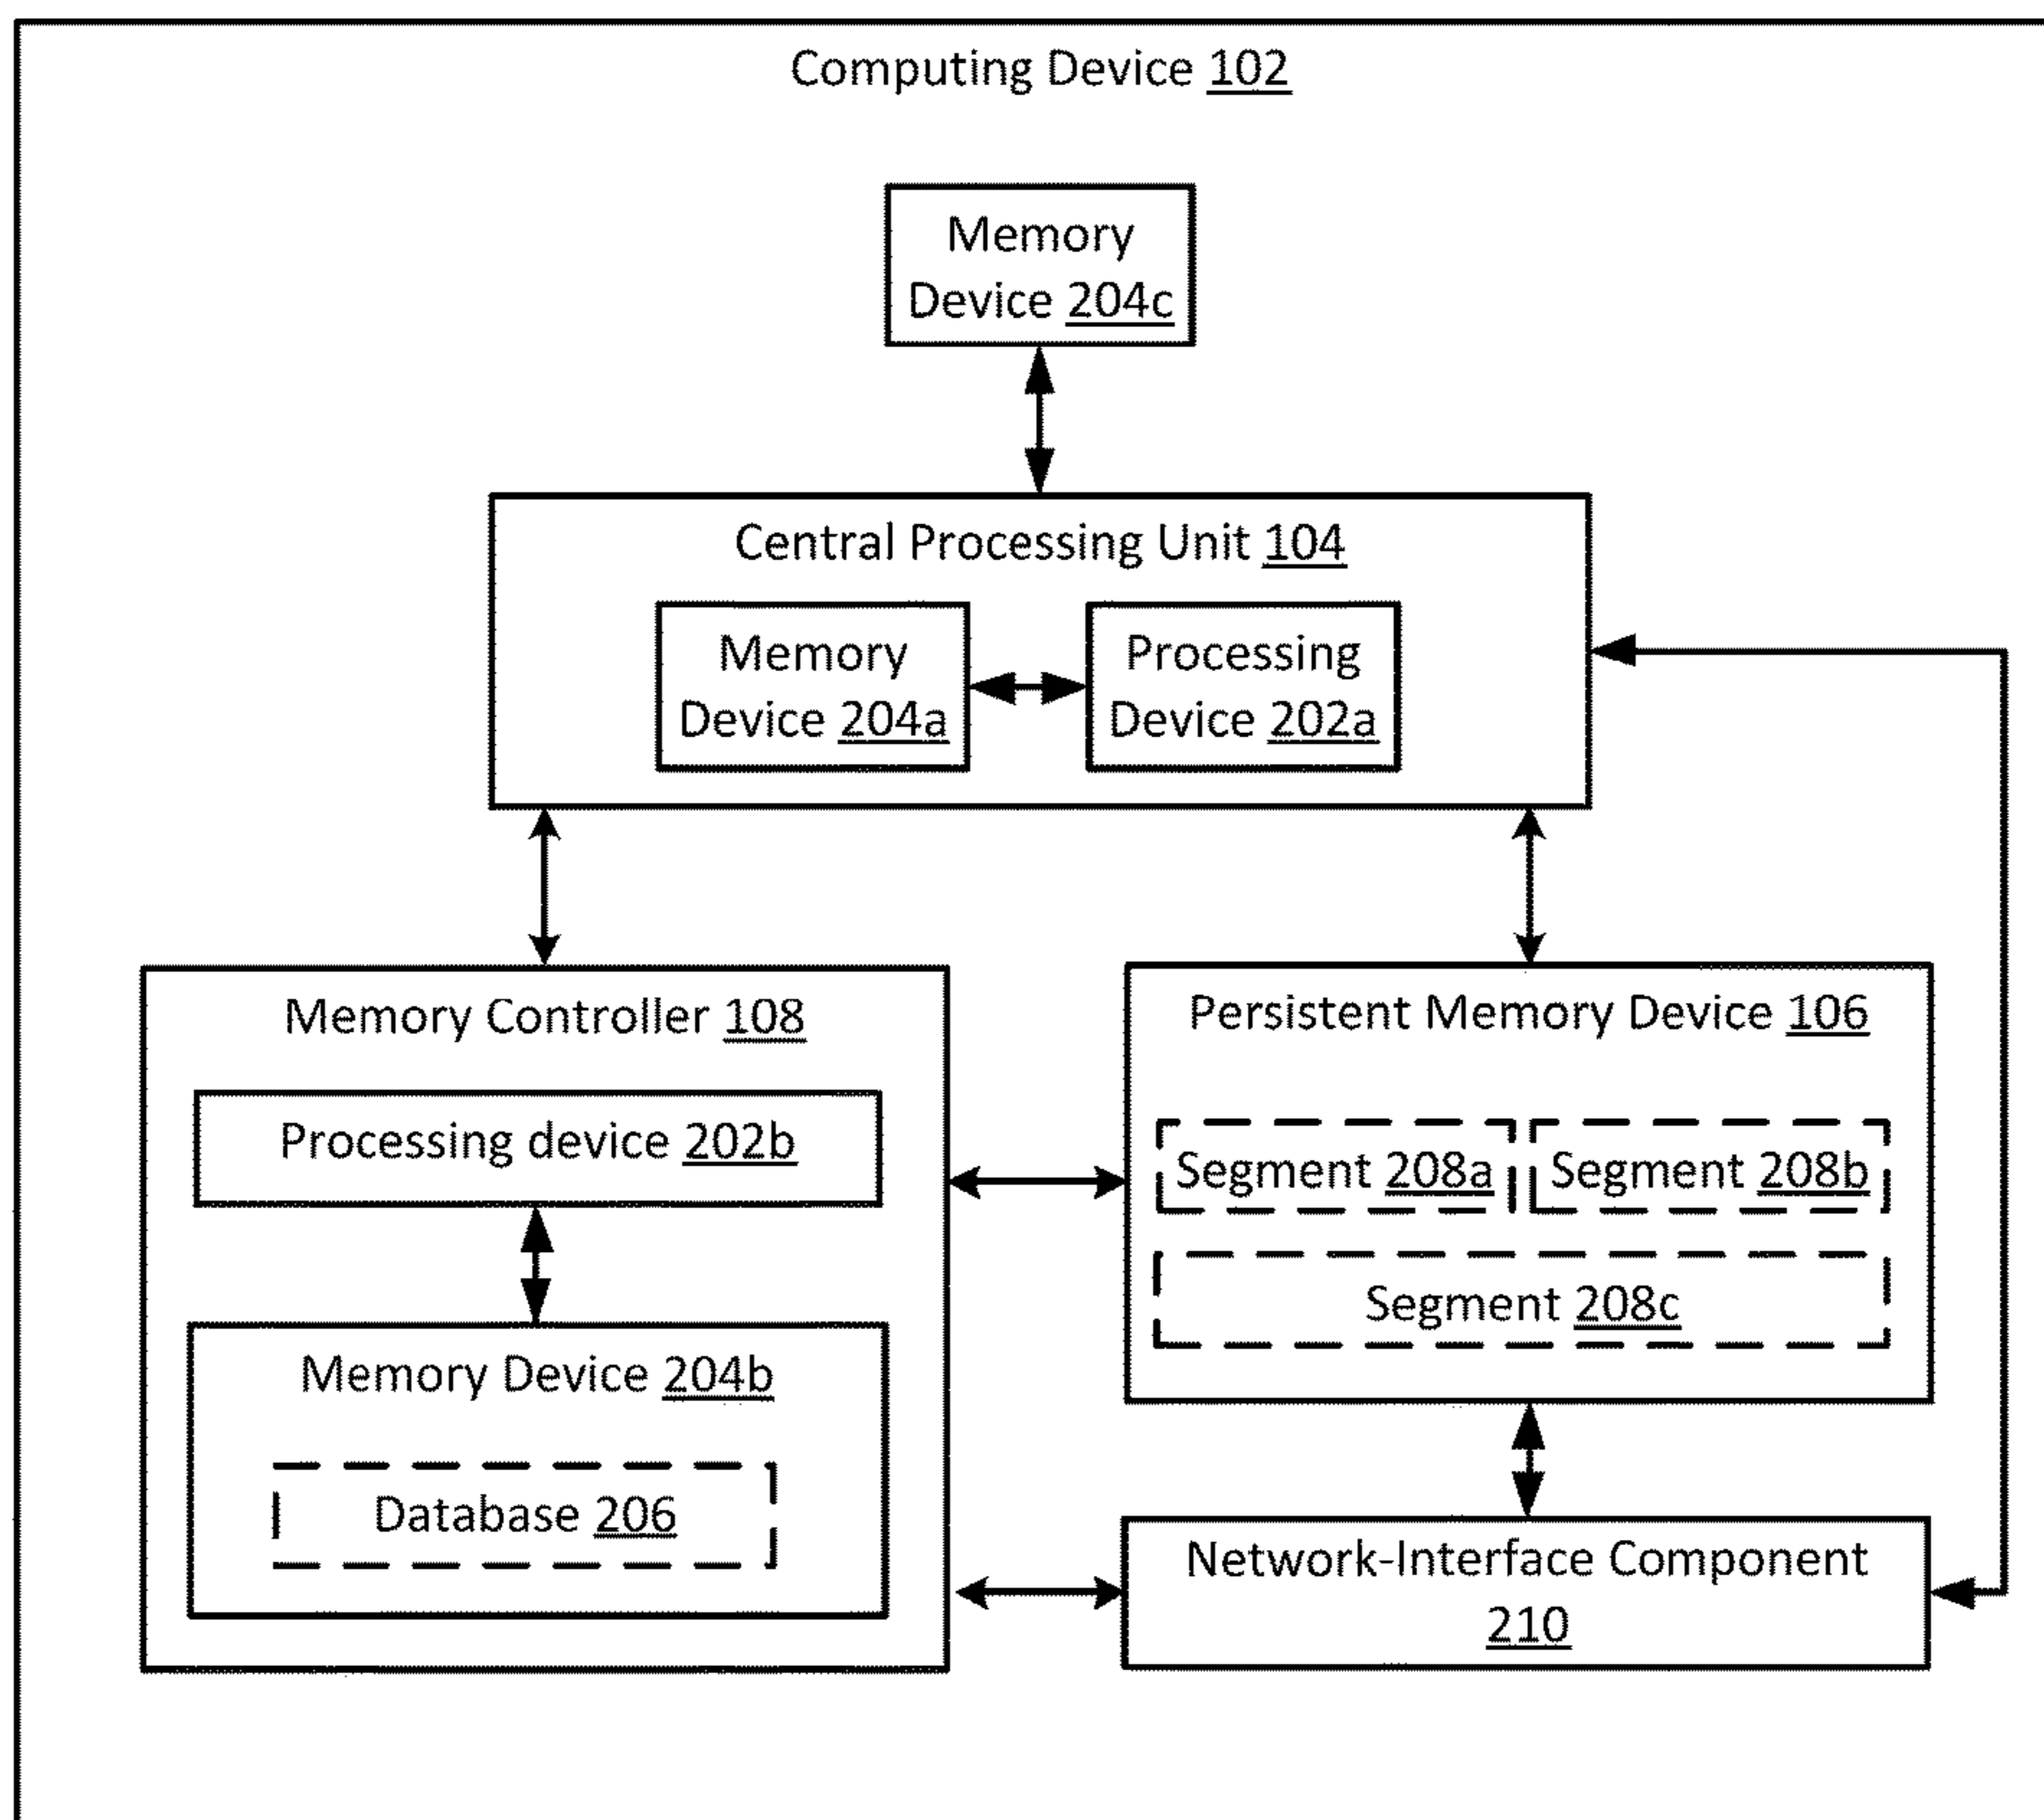 Computing Device 102
Memory
Device 204c
Central Processing Unit 104
Memory
Device 204a
Processing
Device 202a
Memory Controller 108
Processing device 202b
Memory Device 204b
Database 206
Persistent Memory Device 106
Segment 208a
Segment 208b
Segment 208c
Network-Interface Component
210